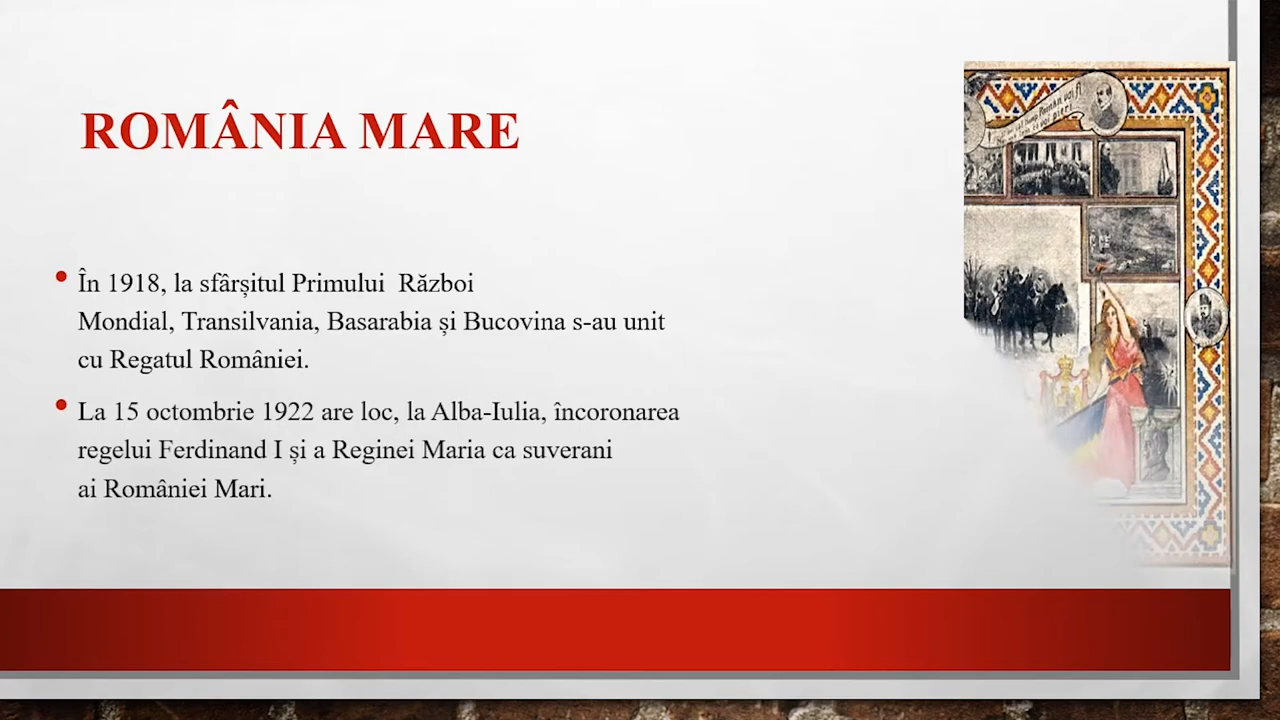 ROMÂNIA MARE
În 1918, la sfârșitul Primului Război
Mondial, Transilvania, Basarabia și Bucovina s-au unit
cu Regatul României.
La 15 octombrie 1922 are loc, la Alba-Iulia, încoronarea
regelui Ferdinand I și a Reginei Maria ca suverani
ai României Mari.